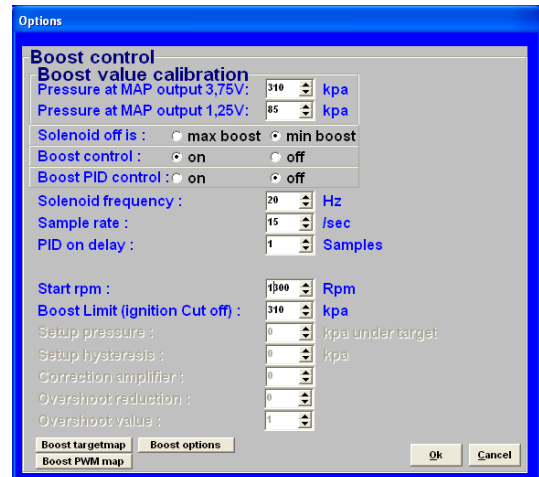 Options
Boost control
Boost value calibration
Pressure at MAP output 3,75V: 310 kpa
Pressure at MAP output 1,25V: 85 kpa
Solenoid off is : max boost min boost
Boost control : on off
Boost PID control : on off
Solenoid frequency : 20 Hz
Sample rate : 15 /sec
PID on delay : 1 Samples
Start rpm : 1300 Rpm
Boost Limit (ignition Cut off) : 310 kpa
Setup pressure : 0 kpa under target
Setup hysteresis : 0 kpa
Correction amplifier : 0
Overshoot reduction : 0
Overshoot value : 1
Boost targetmap Boost options
Boost PWM map Ok Cancel